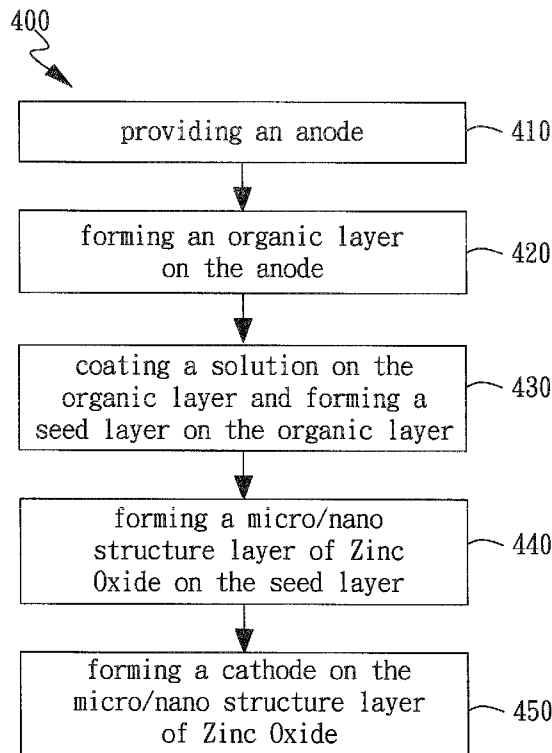 400
providing an anode
410
forming an organic layer
on the anode
420
coating a solution on the
organic layer and forming a
seed layer on the organic layer
430
forming a micro/nano
structure layer of Zinc
Oxide on the seed layer
440
forming a cathode on the
micro/nano structure layer
of Zinc Oxide
450